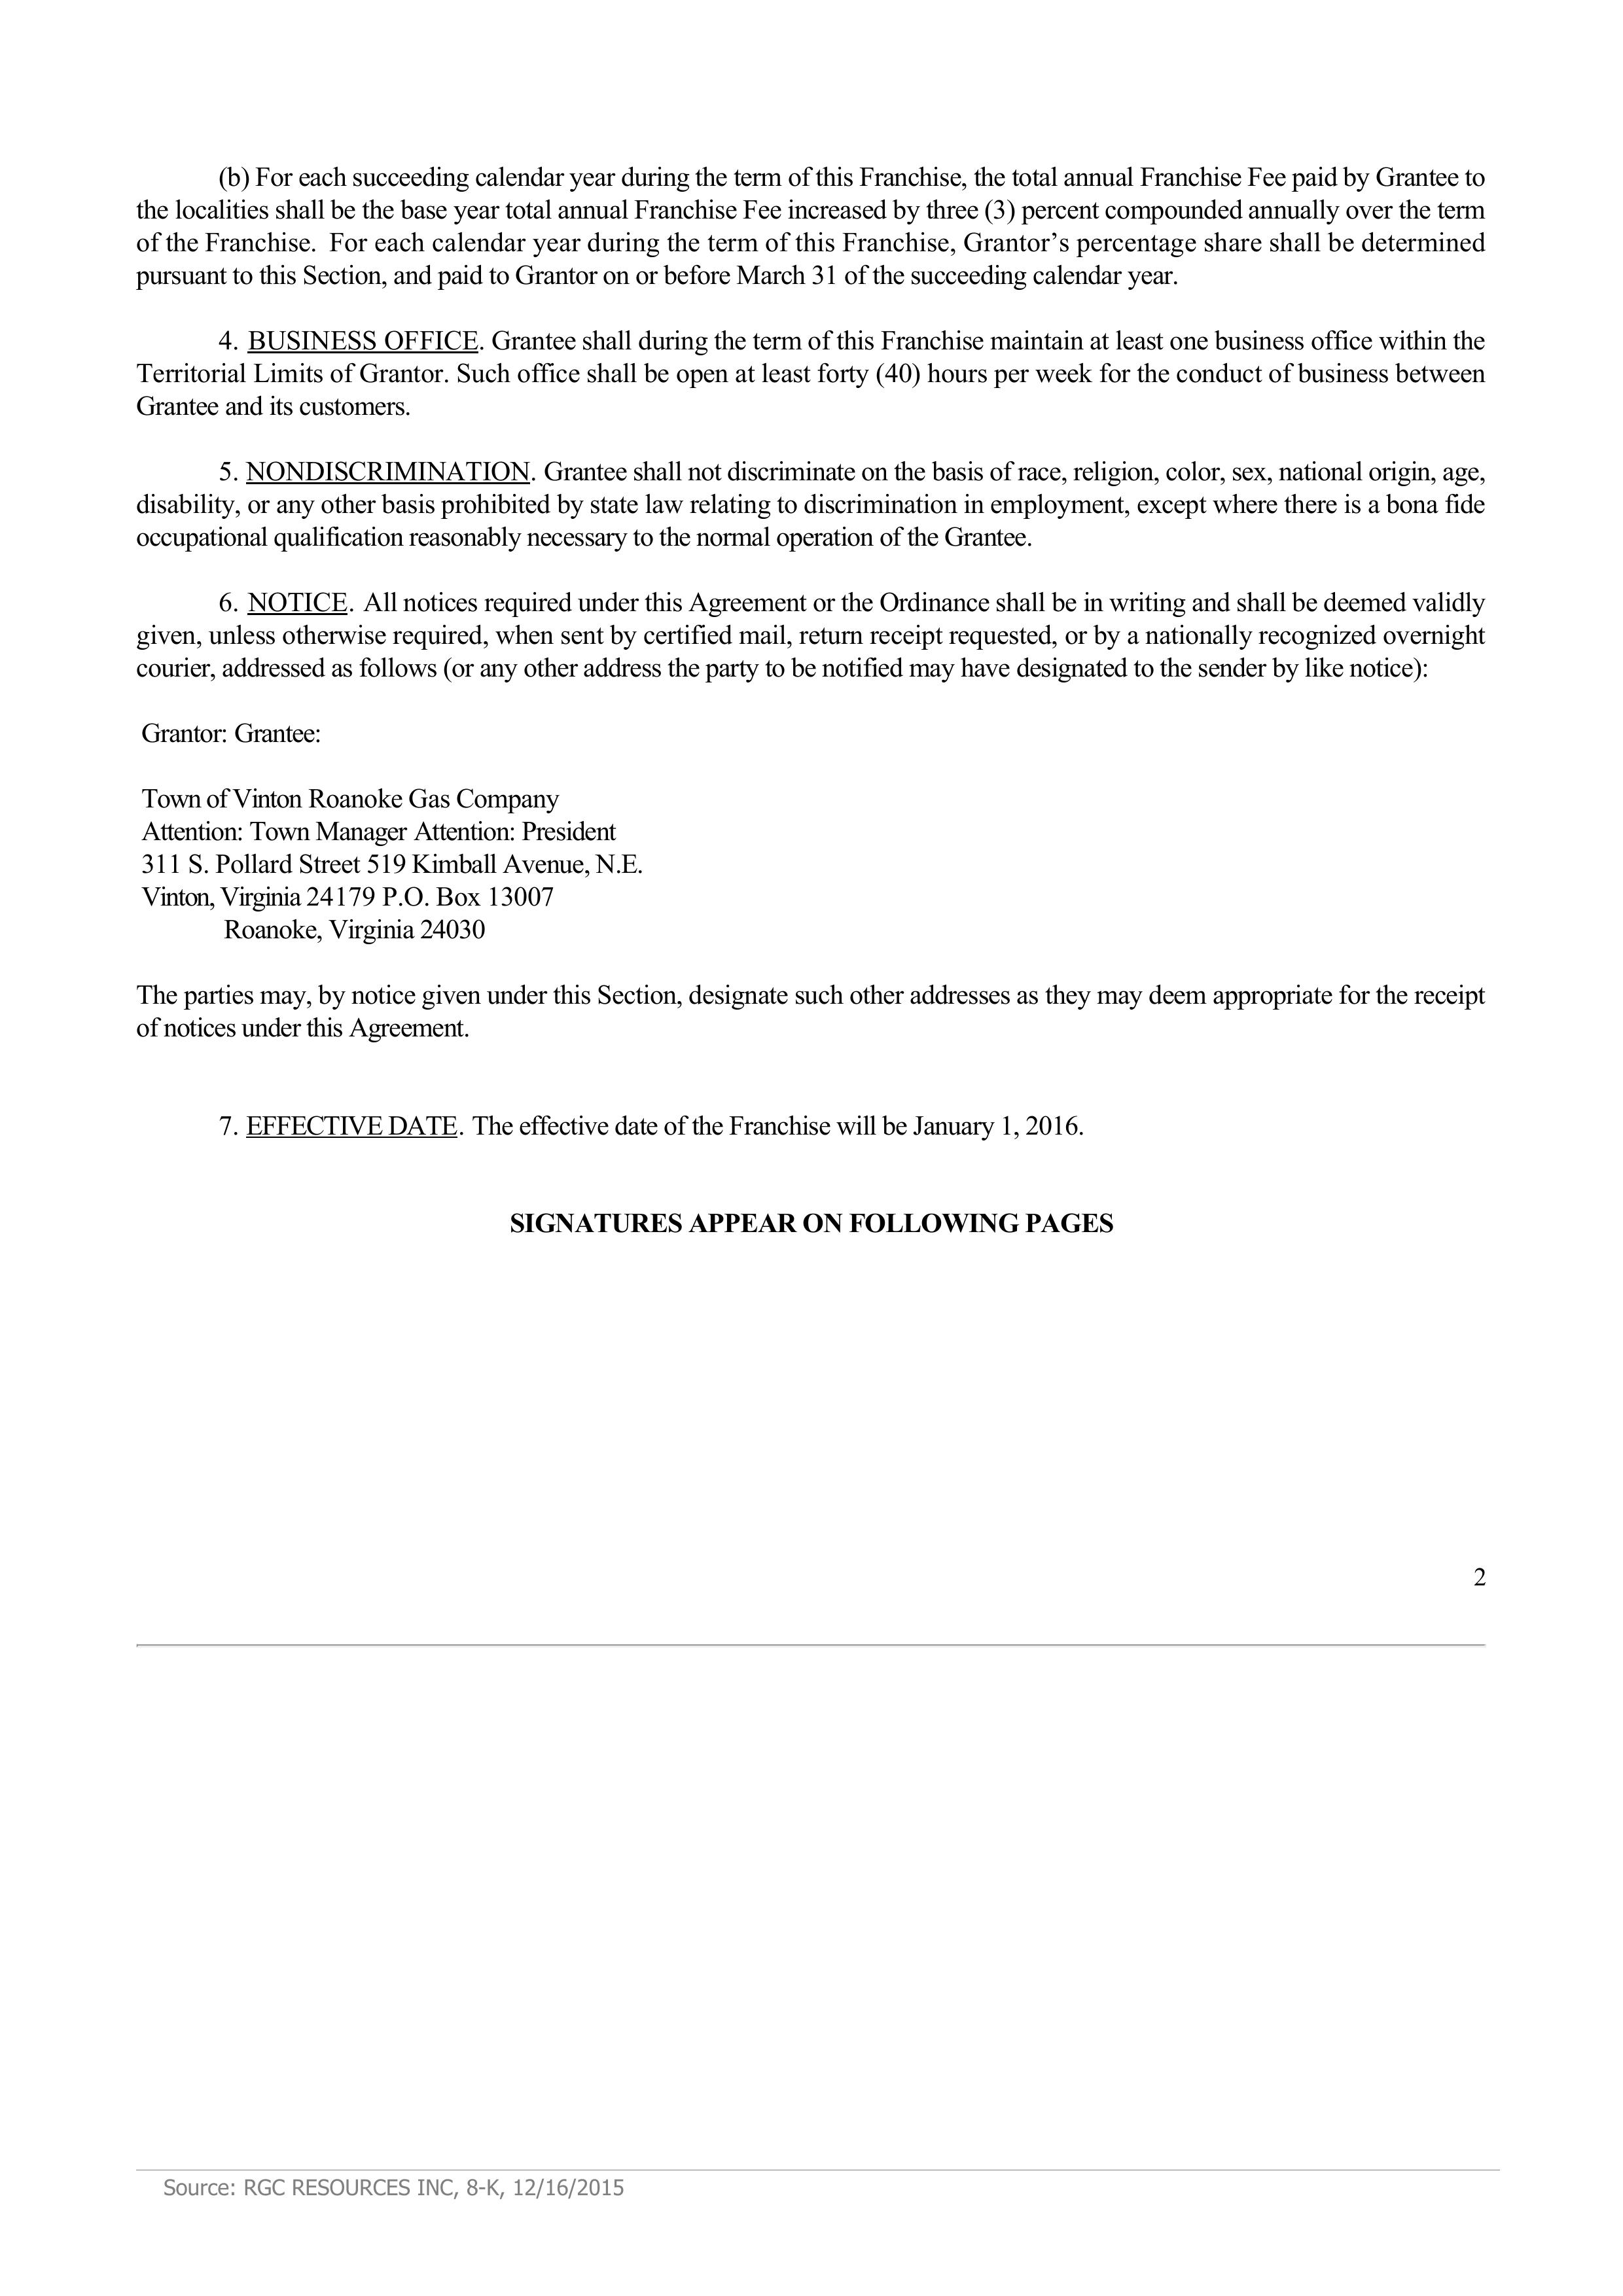 (b) For each succeeding calendar year during the term of this Franchise, the total annual Franchise Fee paid by Grantee to
the localities shall be the base year total annual Franchise Fee increased by three (3) percent compounded annually over the term
of the Franchise. For each calendar year during the term of this Franchise, Grantor’s percentage share shall be determined
pursuant to this Section, and paid to Grantor on or before March 31 of the succeeding calendar year.
4. BUSINESS OFFICE. Grantee shall during the term of this Franchise maintain at least one business office within the
Territorial Limits of Grantor. Such office shall be open at least forty (40) hours per week for the conduct of business between
Grantee and its customers.
5. NONDISCRIMINATION. Grantee shall not discriminate on the basis of race, religion, color, sex, national origin, age,
disability, or any other basis prohibited by state law relating to discrimination in employment, except where there is a bona fide
occupational qualification reasonably necessary to the normal operation of the Grantee.
6. NOTICE. All notices required under this Agreement or the Ordinance shall be in writing and shall be deemed validly
given, unless otherwise required, when sent by certified mail, return receipt requested, or by a nationally recognized overnight
courier, addressed as follows (or any other address the party to be notified may have designated to the sender by like notice):
Grantor: Grantee:
Town of Vinton Roanoke Gas Company
Attention: Town Manager Attention: President
311 S. Pollard Street 519 Kimball Avenue, N.E.
Vinton, Virginia 24179 P.O. Box 13007
Roanoke, Virginia 24030
The parties may, by notice given under this Section, designate such other addresses as they may deem appropriate for the receipt
of notices under this Agreement.
7. EFFECTIVE DATE. The effective date of the Franchise will be January 1, 2016.
SIGNATURES APPEAR ON FOLLOWING PAGES
2
Source: RGC RESOURCES INC, 8-K, 12/16/2015